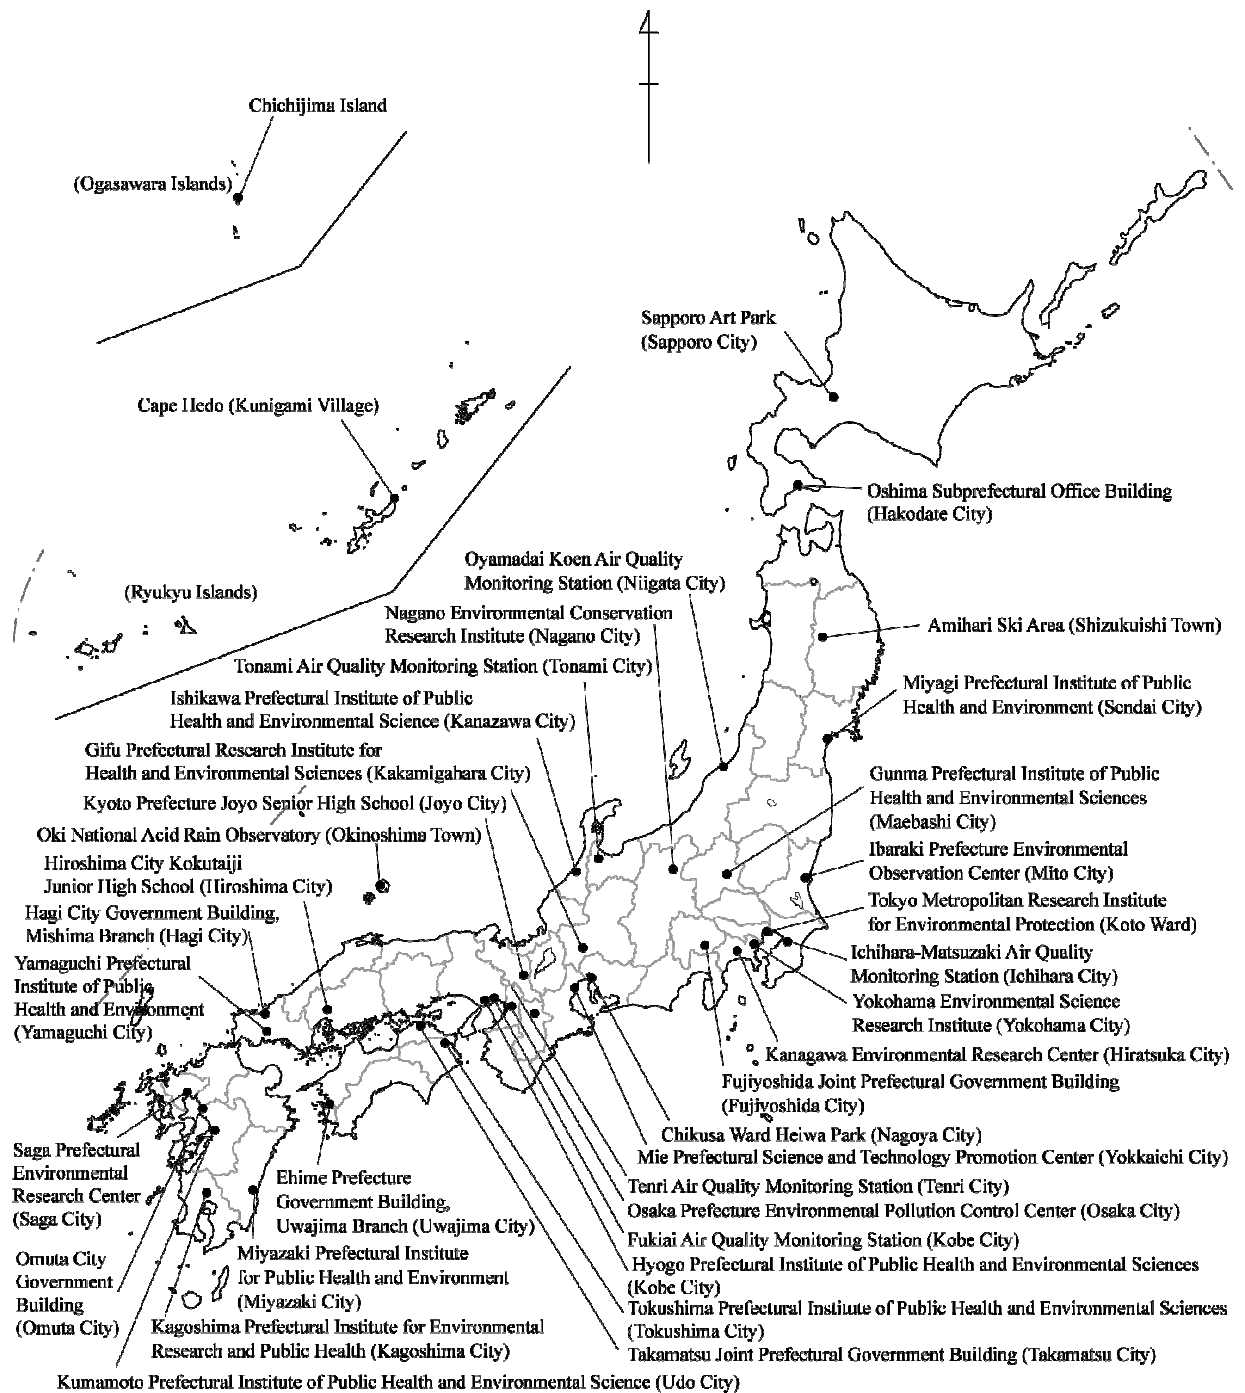 Chichijima Island
(Ogasawara Islands)
Sapporo Art Park
(Sapporo City)
Cape Hedo (Kunigami Village)
Oshima Subprefectural Office Building
(Hakodate City)
Oyamadai Koen Air Quality
Monitoring Station (Niigata City)
(Ryukyu Islands)
Nagano Environmental Conservation
Research Institute (Nagano City)
Amihari Ski Area (Shizukuishi Town)
Tonami Air Quality Monitoring Station (Tonami City)
Ishikawa Prefectural Institute of Public
Health and Environmental Science (Kanazawa City)
Miyagi Prefectural Institute of Public
Health and Environment (Sendai City)
Gifu Prefectural Research Institute for
Health and Environmental Sciences (Kakamigahara City)
Gunma Prefectural Institute of Public
Health and Environmental Sciences
(Maebashi City)
Kyoto Prefecture Joyo Senior High School (Joyo City)
Oki National Acid Rain Observatory (Okinoshima Town)
Ibaraki Prefecture Environmental
Observation Center (Mito City)
Hiroshima City Kokutaiji
Junior High School (Hiroshima City)
Tokyo Metropolitan Research Institute
for Environmental Protection (Koto Ward)
Hagi City Government Building,
Mishima Branch (Hagi City)
Ichihara-Matsuzaki Air Quality
Monitoring Station (Ichihara City)
Yamaguchi Prefectural
Institute of Public
Health and Environment
(Yamaguchi City)
Yokohama Environmental Science
Research Institute (Yokohama City)
Kanagawa Environmental Research Center (Hiratsuka City)
Fujiyoshida Joint Prefectural Government Building
(Fujiyoshida City)
Chikusa Ward Heiwa Park (Nagoya City)
Mie Prefectural Science and Technology Promotion Center (Yokkaichi City)
Saga Prefectural
Environmental
Research Center
(Saga City)
Ehime Prefecture
Government Building,
Uwajima Branch (Uwajima City)
Tenri Air Quality Monitoring Station (Tenri City)
Osaka Prefecture Environmental Pollution Control Center (Osaka City)
Fukiai Air Quality Monitoring Station (Kobe City)
Hyogo Prefectural Institute of Public Health and Environmental Sciences
(Kobe City)
Omuta City
Government
Building
(Omuta City)
Miyazaki Prefectural Institute
for Public Health and Environment
(Miyazaki City)
Tokushima Prefectural Institute of Public Health and Environmental Sciences
(Tokushima City)
Kagoshima Prefectural Institute for Environmental
Research and Public Health (Kagoshima City)
Takamatsu Joint Prefectural Government Building (Takamatsu City)
Kumamoto Prefectural Institute of Public Health and Environmental Science (Udo City)